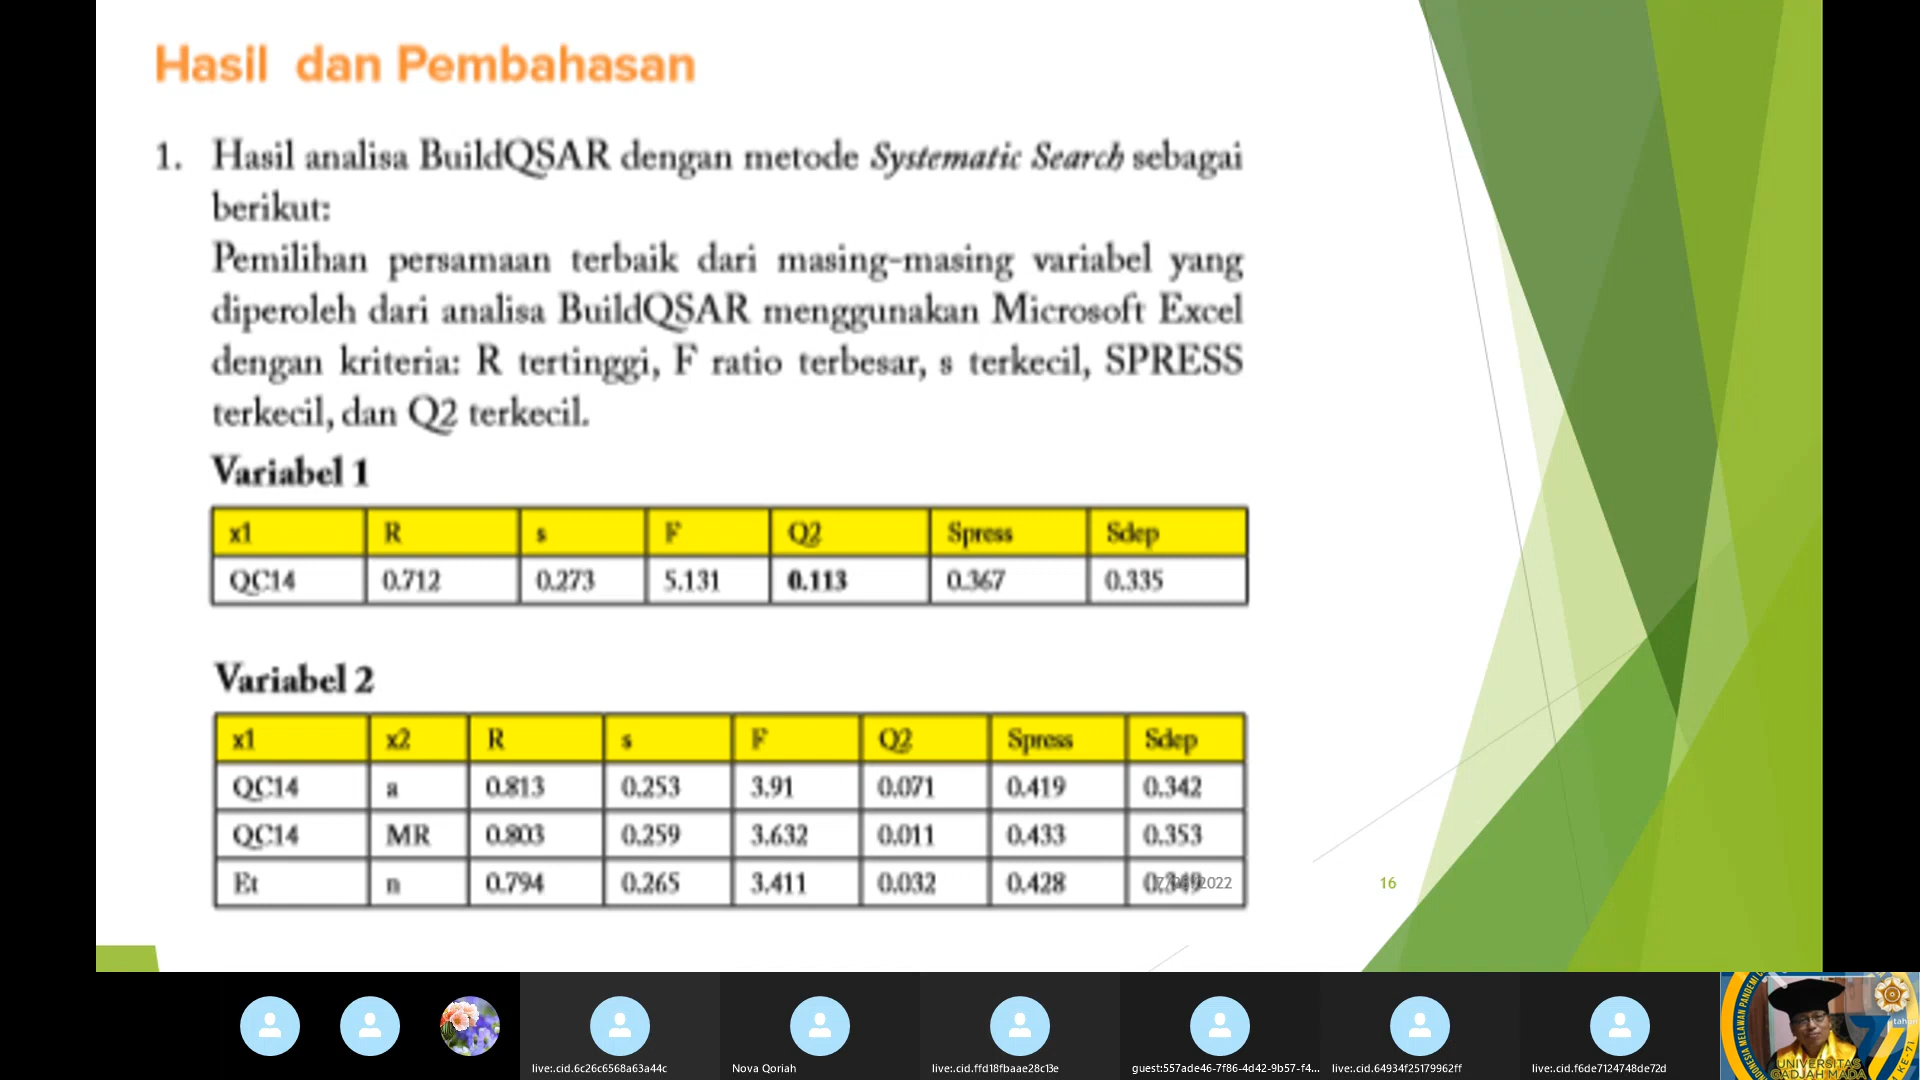 Hasil dan Pembahasan
1. Hasil analisa BuildQSAR dengan metode Systematic Search sebagai
berikut:
Pemilihan persamaan terbaik dari masing-masing variabel yang
diperoleh dari analisa BuildQSAR menggunakan Microsoft Excel
dengan kriteria: R tertinggi, F ratio terbesar, s terkecil, SPRESS
terkecil, dan Q2 terkecil.
Variabel 1
x1 R s F Q2 Spress Sdep
QC14 0.712 0.273 5.131 0.113 0.367 0.335
Variabel 2
x1 x2 R s F Q2 Spress Sdep
QC14 a 0.813 0.253 3.91 0.071 0.419 0.342
QC14 MR 0.803 0.259 3.632 0.011 0.433 0.353
Et n 0.794 0.265 3.411 0.032 0.428
16
live:.cid.6c26c6568a63a44c
Nova Qoriah
live:.cid.ffd18fbaae28c13e
guest:557ade46-7f86-4d42-9b57-f4...
live:.cid.64934f25179962ff
live:.cid.f6de7124748de72d
UNIVERSITAS
GADJAH MADA